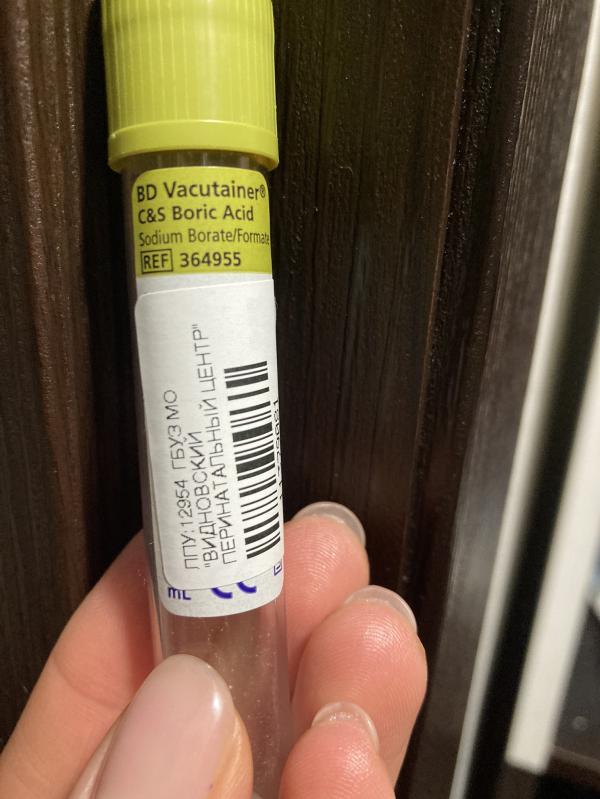 BD Vacutainer®
C&S Boric Acid
Sodium Borate/Formate
REF 364955
ЛПУ:12954 ГБУЗ МО
"ВИДНОВСКИЙ
ПЕРИНАТАЛЬНЫЙ ЦЕНТР"
mL